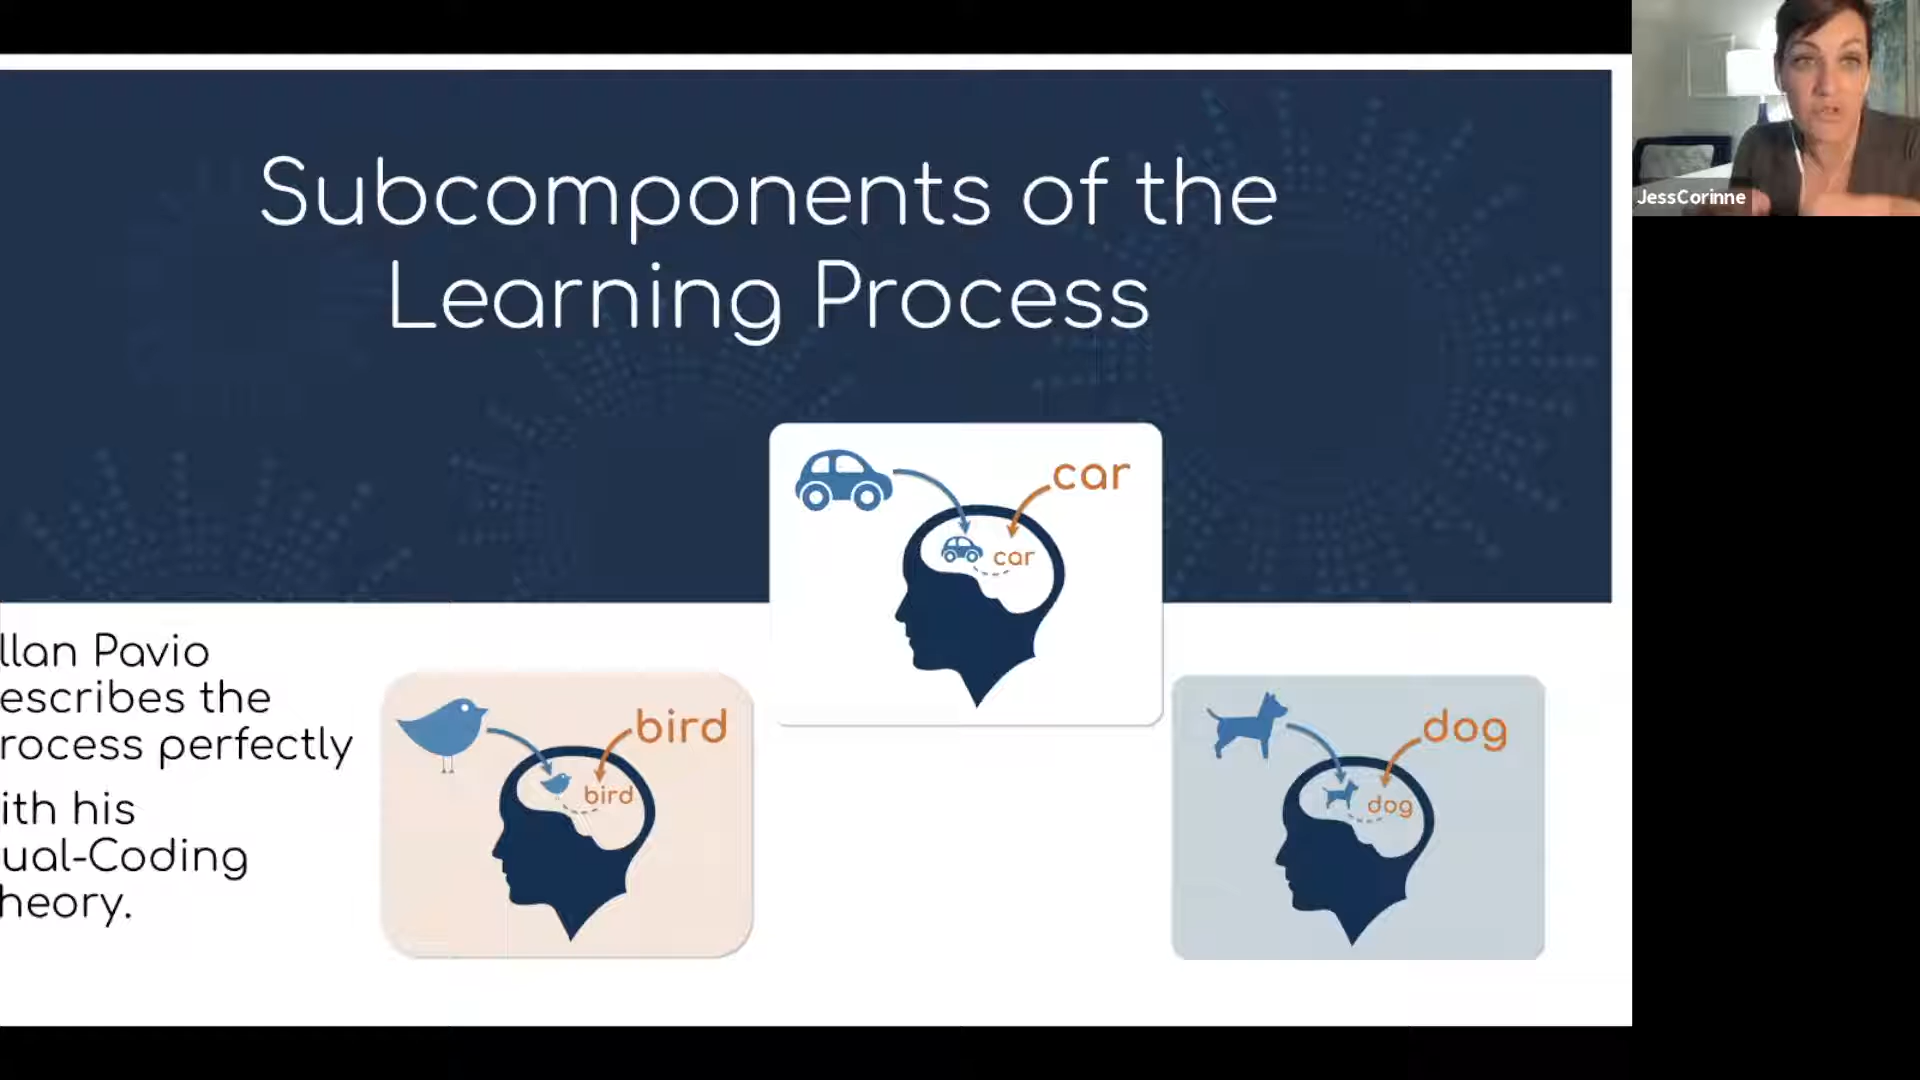 Subcomponents of the
Learning Process
JessCorinne
car
car
llan Pavio
escribes the
rocess perfectly
ith his
ual-Coding
heory.
bird
bird
dog
dog